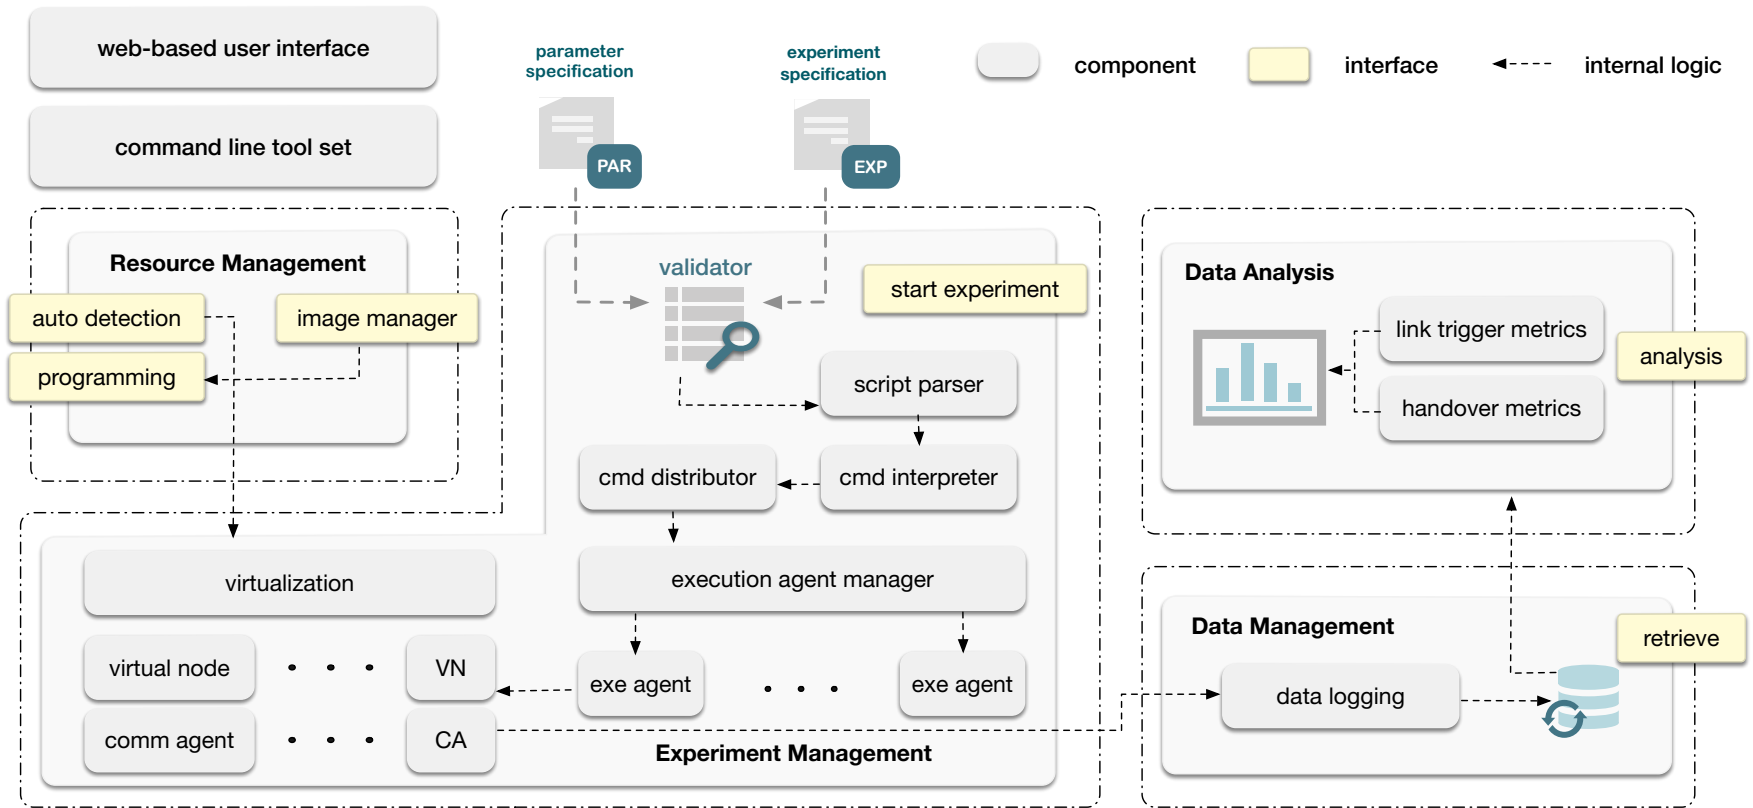 web-based user interface
command line tool set
parameter
specification
PAR
experiment
specification
EXP
component
interface
internal logic
Resource Management
auto detection
image manager
programming
validator
start experiment
script parser
cmd distributor
cmd interpreter
execution agent manager
exe agent
exe agent
virtualization
virtual node
VN
comm agent
CA
Experiment Management
Data Analysis
link trigger metrics
analysis
handover metrics
Data Management
retrieve
data logging